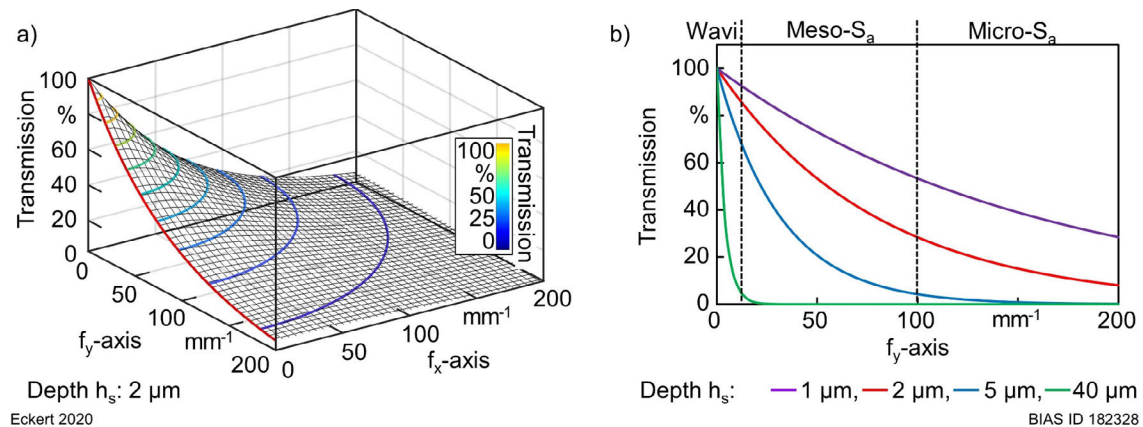 a)
Transmission
100
%
60
40
20
0
0
50
100
mm⁻¹
200
fy-axis
0
50
100
200
fx-axis
Transmission
100
%
50
25
0
Depth hs: 2 µm
Eckert 2020
b)
Wavi
Meso-Sa
Micro-Sa
Transmission
100
%
60
40
20
0
0
50
100
mm⁻¹
200
fy-axis
Depth hs: 1 µm, 2 µm, 5 µm, 40 µm
BIAS ID 182328